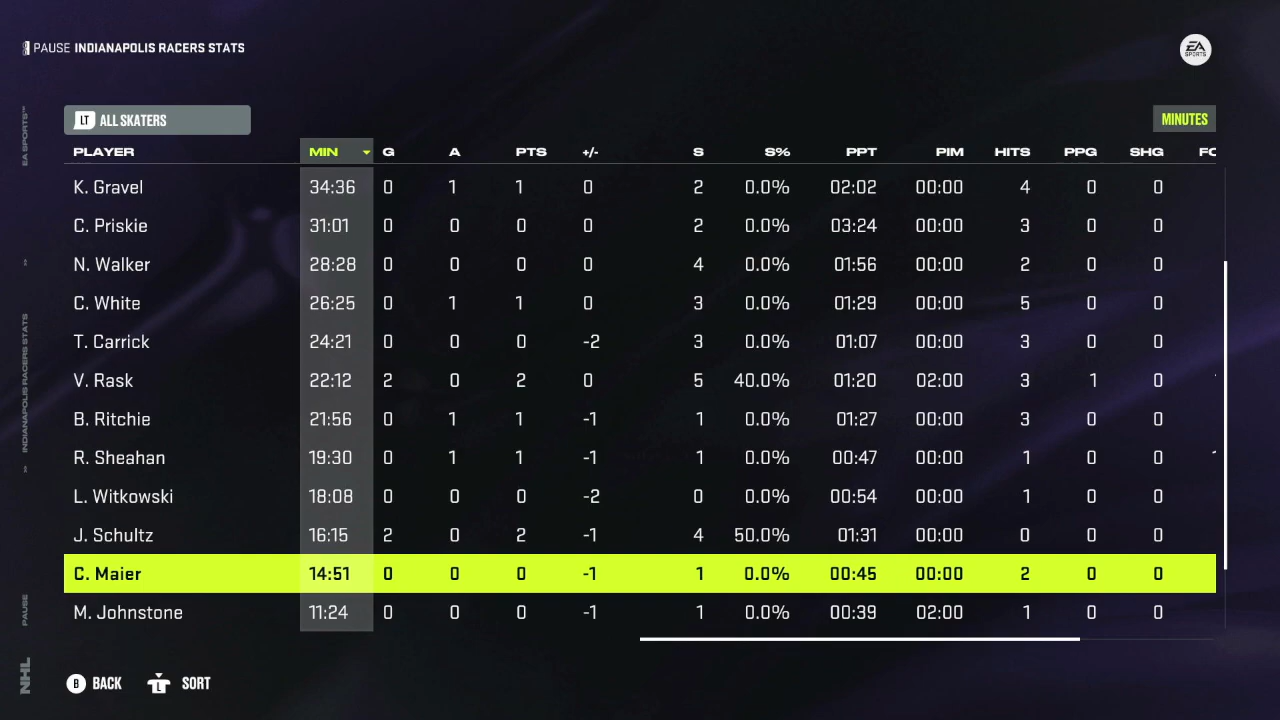 PAUSE INDIANAPOLIS RACERS STATS
EA SPORTS
LT ALL SKATERS
MINUTES
PLAYER MIN G A PTS +/- S S% PPT PIM HITS PPG SHG FO
K. Gravel 34:36 0 1 1 0 2 0.0% 02:02 00:00 4 0 0
C. Priskie 31:01 0 0 0 0 2 0.0% 03:24 00:00 3 0 0
N. Walker 28:28 0 0 0 0 4 0.0% 01:56 00:00 2 0 0
C. White 26:25 0 1 1 0 3 0.0% 01:29 00:00 5 0 0
T. Carrick 24:21 0 0 0 -2 3 0.0% 01:07 00:00 3 0 0
V. Rask 22:12 2 0 2 0 5 40.0% 01:20 02:00 3 1 0
B. Ritchie 21:56 0 1 1 -1 1 0.0% 01:27 00:00 3 0 0
R. Sheahan 19:30 0 1 1 -1 1 0.0% 00:47 00:00 1 0 0
L. Witkowski 18:08 0 0 0 -2 0 0.0% 00:54 00:00 1 0 0
J. Schultz 16:15 2 0 2 -1 4 50.0% 01:31 00:00 0 0 0
C. Maier 14:51 0 0 0 -1 1 0.0% 00:45 00:00 2 0 0
M. Johnstone 11:24 0 0 0 -1 1 0.0% 00:39 02:00 1 0 0
B BACK L SORT
NHL PAUSE » INDIANAPOLIS RACERS STATS » EA SPORTS™